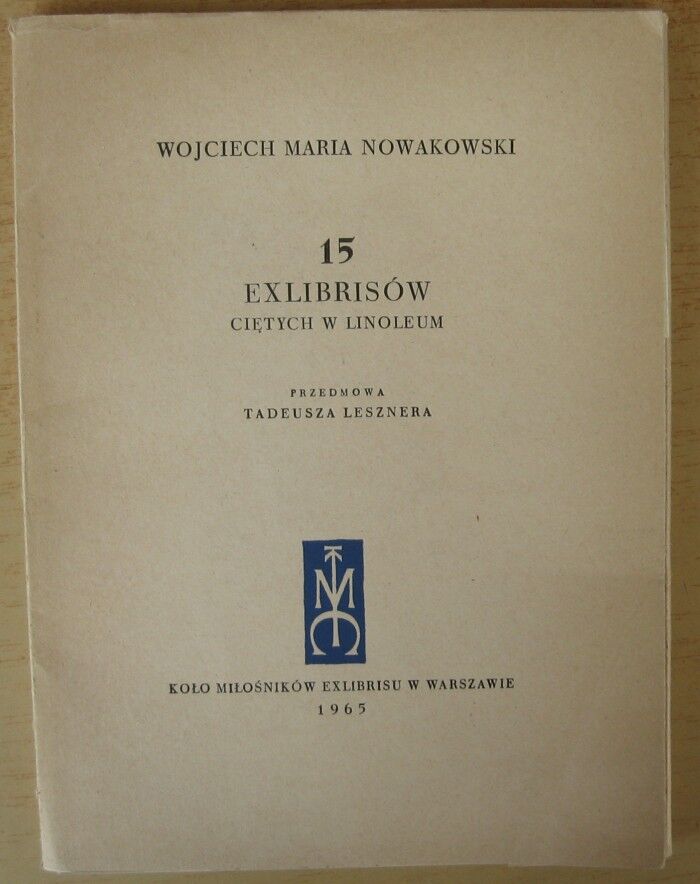 WOJCIECH MARIA NOWAKOWSKI
15
EXLIBRISÓW
CIĘTYCH W LINOLEUM
PRZEDMOWA
TADEUSZA LESZNERA
KOŁO MIŁOŚNIKÓW EXLIBRISU W WARSZAWIE
1965